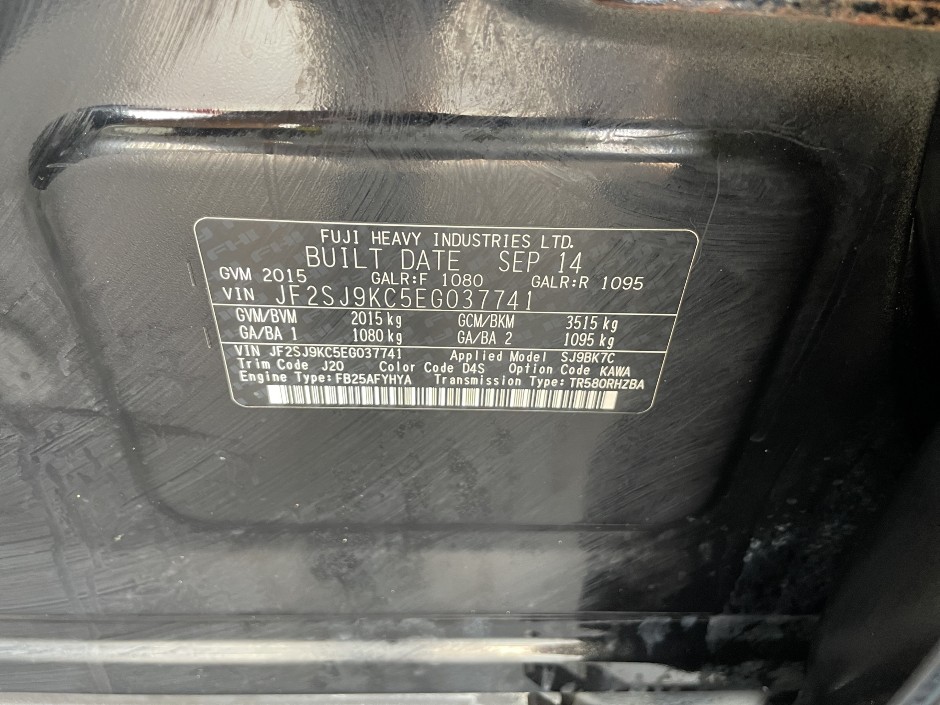 FUJI HEAVY INDUSTRIES LTD.
BUILT DATE SEP 14
GVM 2015 GALR:F 1080 GALR:R 1095
VIN JF2SJ9KC5EG037741
GVM/BVM 2015 kg GCM/BKM 3515 kg
GA/BA 1 1080 kg GA/BA 2 1095 kg
VIN JF2SJ9KC5EG037741 Applied Model SJ9BK7C
Trim Code J20 Color Code D4S Option Code KAWA
Engine Type:FB25AFYHYA Transmission Type:TR580RHZBA